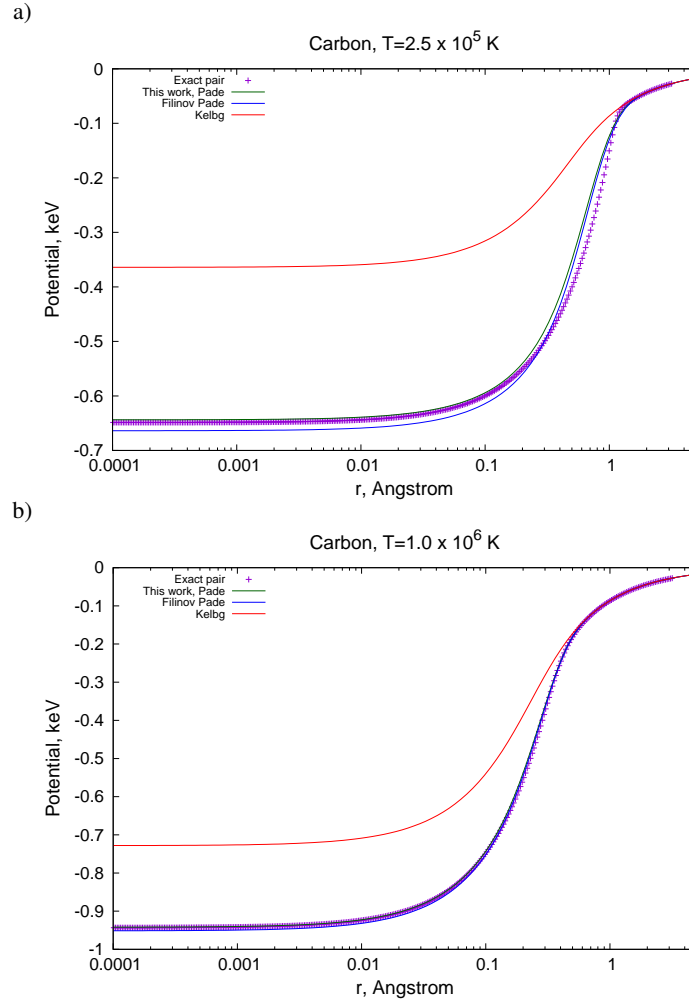 a)
Carbon, T=2.5 x 10^5 K
Exact pair
This work, Pade
Filinov Pade
Kelbg
0
-0.1
-0.2
-0.3
-0.4
-0.5
-0.6
-0.7
Potential, keV
0.0001 0.001 0.01 0.1 1
r, Angstrom
b)
Carbon, T=1.0 x 10^6 K
Exact pair
This work, Pade
Filinov Pade
Kelbg
0
-0.1
-0.2
-0.3
-0.4
-0.5
-0.6
-0.7
-0.8
-0.9
-1
Potential, keV
0.0001 0.001 0.01 0.1 1
r, Angstrom